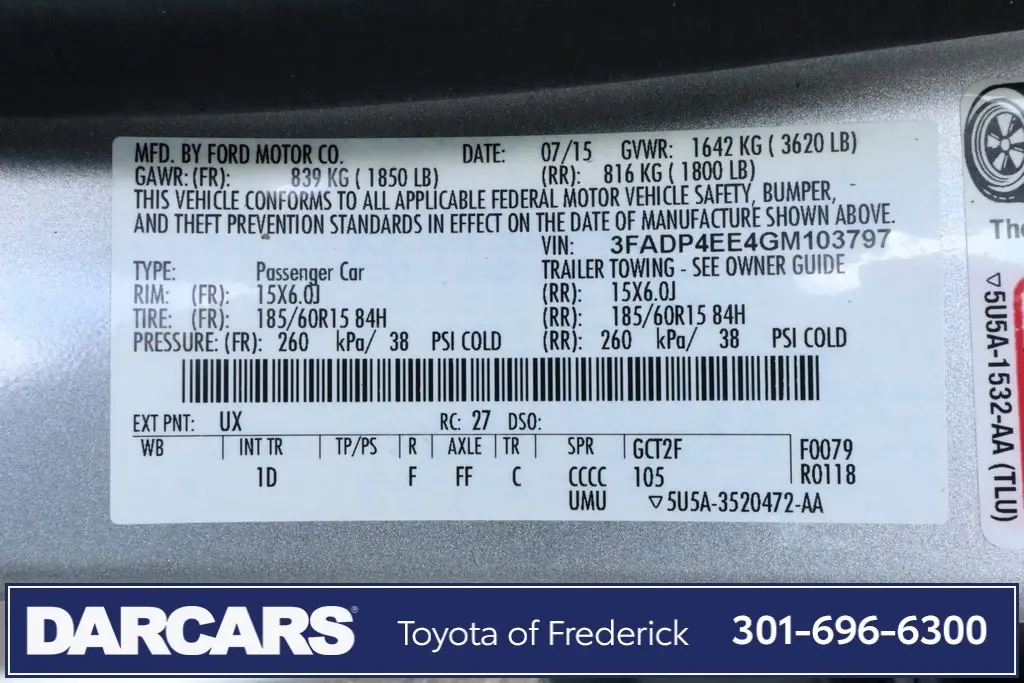 MFD. BY FORD MOTOR CO. DATE: 07/15 GVWR: 1642 KG ( 3620 LB)
GAWR: (FR): 839 KG ( 1850 LB) (RR): 816 KG ( 1800 LB)
THIS VEHICLE CONFORMS TO ALL APPLICABLE FEDERAL MOTOR VEHICLE SAFETY, BUMPER,
AND THEFT PREVENTION STANDARDS IN EFFECT ON THE DATE OF MANUFACTURE SHOWN ABOVE.
VIN: 3FADP4EE4GM103797
TYPE: Passenger Car TRAILER TOWING - SEE OWNER GUIDE
RIM: (FR): 15X6.0J (RR): 15X6.0J
TIRE: (FR): 185/60R15 84H (RR): 185/60R15 84H
PRESSURE: (FR): 260 kPa/ 38 PSI COLD (RR): 260 kPa/ 38 PSI COLD
EXT PNT: UX RC: 27 DSO:
WB INT TR TP/PS R AXLE TR SPR GCT2F F0079
1D F FF C CCCC 105 R0118
UMU ▽5U5A-3520472-AA
The
▽5U5A-1532-AA (TLU)
DARCARS® Toyota of Frederick 301-696-6300